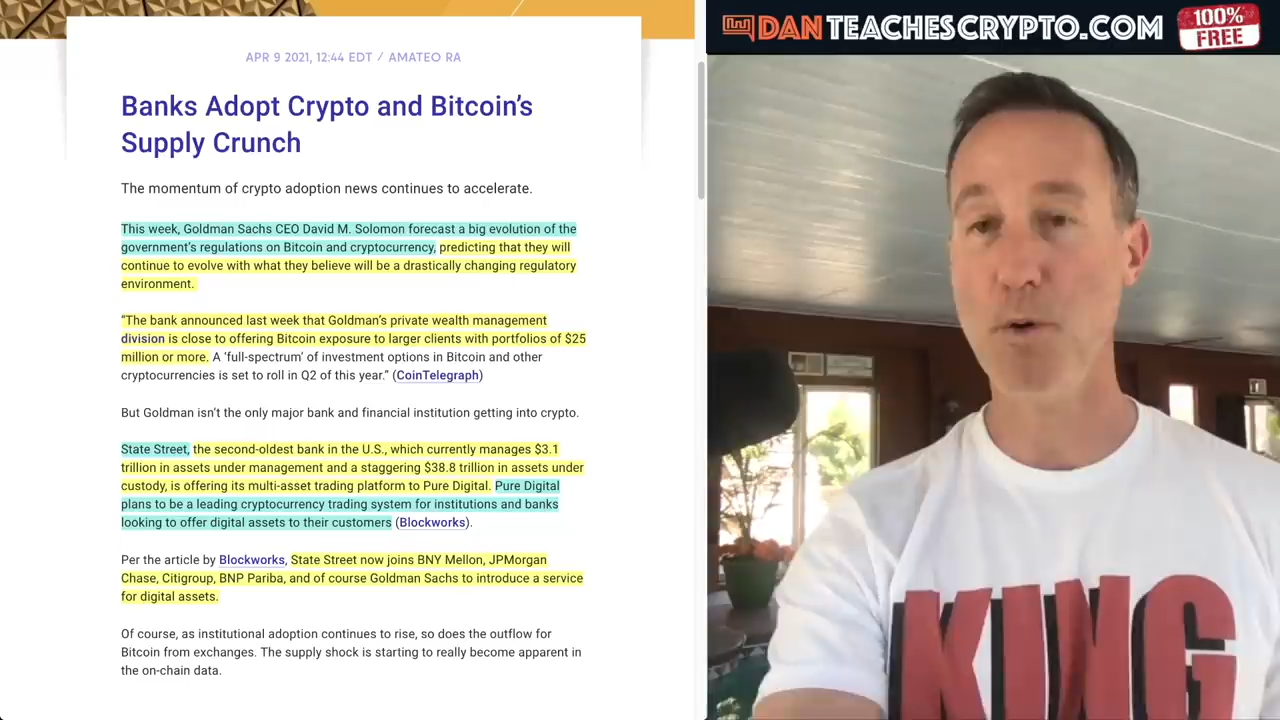 APR 9 2021, 12:44 EDT / AMATEO RA
Banks Adopt Crypto and Bitcoin’s
Supply Crunch
The momentum of crypto adoption news continues to accelerate.
This week, Goldman Sachs CEO David M. Solomon forecast a big evolution of the
government’s regulations on Bitcoin and cryptocurrency, predicting that they will
continue to evolve with what they believe will be a drastically changing regulatory
environment.
“The bank announced last week that Goldman’s private wealth management
division is close to offering Bitcoin exposure to larger clients with portfolios of $25
million or more. A ‘full-spectrum’ of investment options in Bitcoin and other
cryptocurrencies is set to roll in Q2 of this year.” (CoinTelegraph)
But Goldman isn’t the only major bank and financial institution getting into crypto.
State Street, the second-oldest bank in the U.S., which currently manages $3.1
trillion in assets under management and a staggering $38.8 trillion in assets under
custody, is offering its multi-asset trading platform to Pure Digital. Pure Digital
plans to be a leading cryptocurrency trading system for institutions and banks
looking to offer digital assets to their customers (Blockworks).
Per the article by Blockworks, State Street now joins BNY Mellon, JPMorgan
Chase, Citigroup, BNP Pariba, and of course Goldman Sachs to introduce a service
for digital assets.
Of course, as institutional adoption continues to rise, so does the outflow for
Bitcoin from exchanges. The supply shock is starting to really become apparent in
the on-chain data.
DANTEACHESCRYPTO.COM
100%
FREE
KING